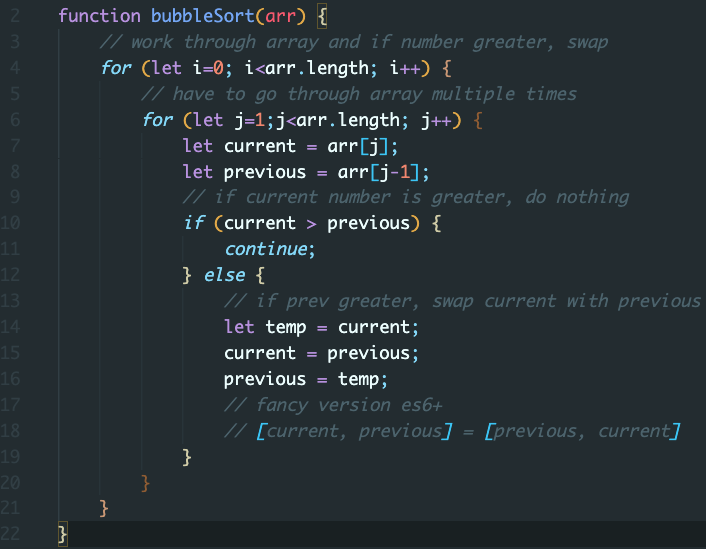 2 function bubbleSort(arr) {
3 // work through array and if number greater, swap
4 for (let i=0; i<arr.length; i++) {
5 // have to go through array multiple times
6 for (let j=1;j<arr.length; j++) {
7 let current = arr[j];
8 let previous = arr[j-1];
9 // if current number is greater, do nothing
10 if (current > previous) {
11 continue;
12 } else {
13 // if prev greater, swap current with previous
14 let temp = current;
15 current = previous;
16 previous = temp;
17 // fancy version es6+
18 // [current, previous] = [previous, current]
19 }
20 }
21 }
22 }